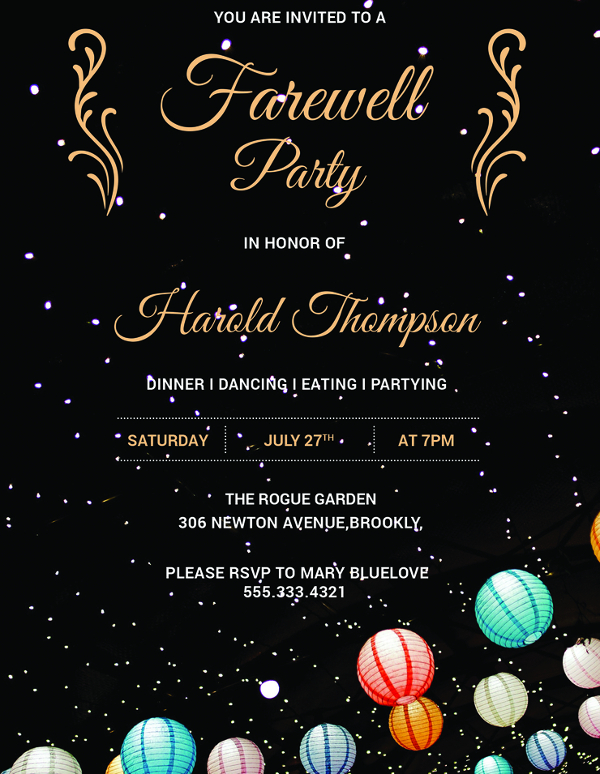 YOU ARE INVITED TO A
Farewell
Party
IN HONOR OF
Harold Thompson
DINNER I DANCING I EATING I PARTYING
SATURDAY JULY 27TH AT 7PM
THE ROGUE GARDEN
306 NEWTON AVENUE,BROOKLY,
PLEASE RSVP TO MARY BLUELOVE
555.333.4321